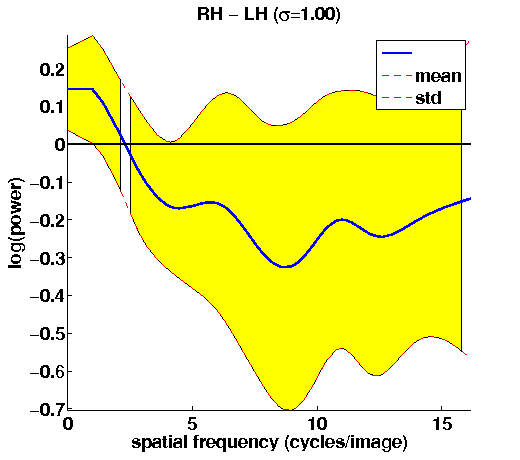 RH − LH (σ=1.00)
mean
std
log(power)
0.2
0.1
0
−0.1
−0.2
−0.3
−0.4
−0.5
−0.6
−0.7
0 5 10 15
spatial frequency (cycles/image)